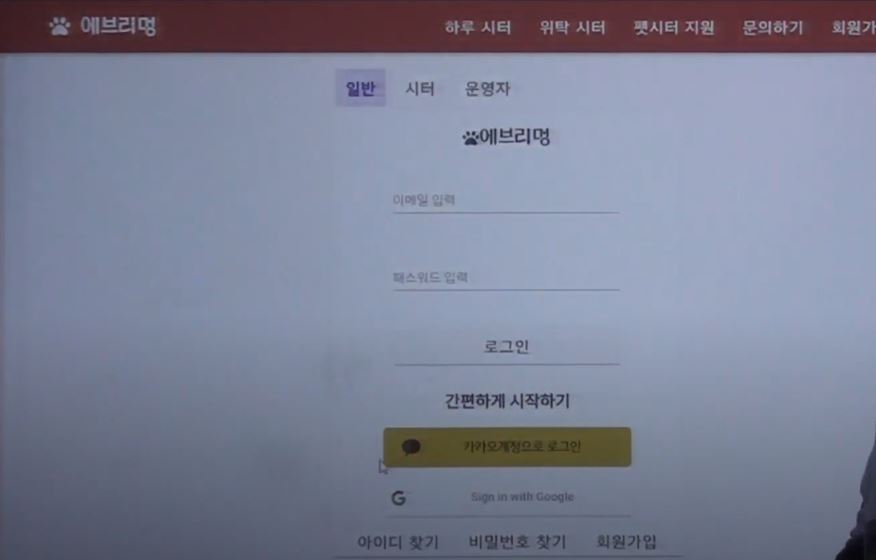 에브리멍 하루 시터 위탁 시터 펫시터 지원 문의하기 회원가
일반 시터 운영자
에브리멍
이메일 입력
패스워드 입력
로그인
간편하게 시작하기
카카오계정으로 로그인
G Sign in with Google
아이디 찾기 비밀번호 찾기 회원가입